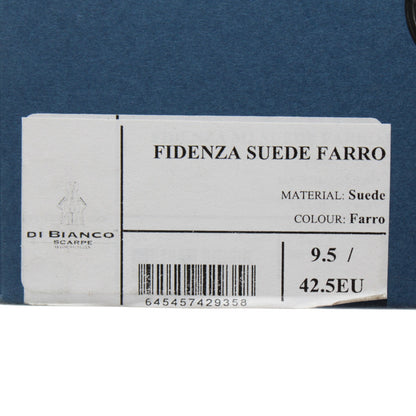 FIDENZA SUEDE FARRO
MATERIAL: Suede
COLOUR: Farro
DI BIANCO
SCARPE
9.5 /
42.5EU
645457429358